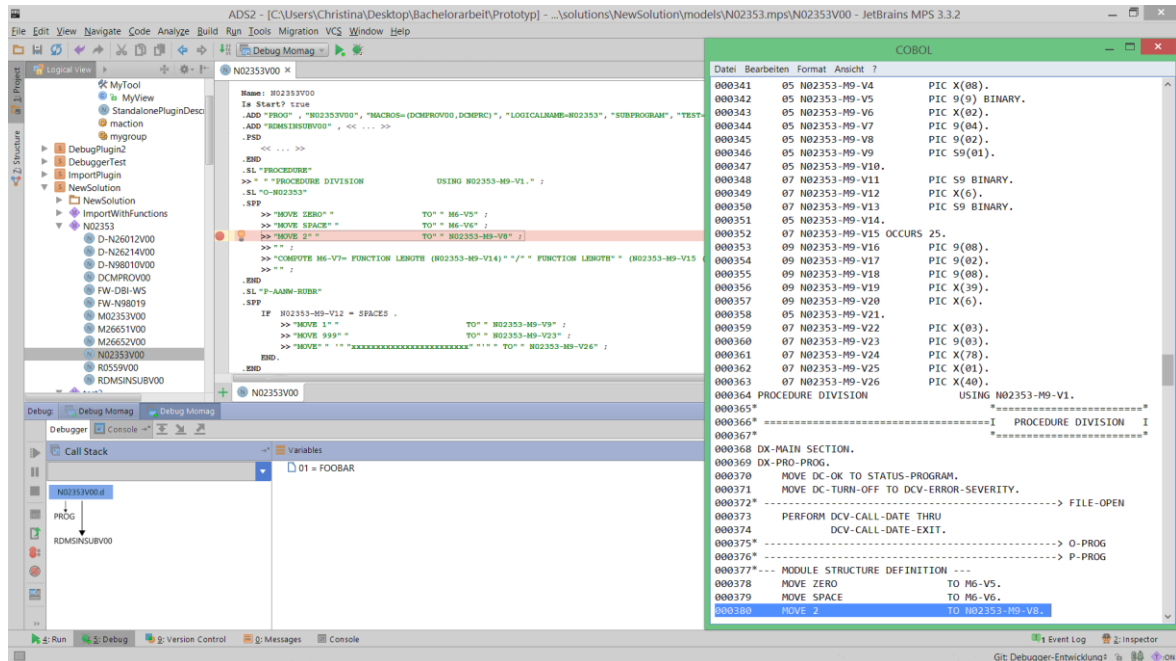 ADS2 - [C:\Users\Christina\Desktop\Bachelorarbeit\Prototyp] - ...\solutions\NewSolution\models\N02353.mps\N02353V00 - JetBrains MPS 3.3.2
File Edit View Navigate Code Analyze Build Run Tools Migration VCS Window Help
Debug Momag
1: Project
Z: Structure
Logical View
MyTool
MyView
StandalonePluginDescr
maction
mygroup
DebugPlugin2
DebuggerTest
ImportPlugin
NewSolution
NewSolution
ImportWithFunctions
N02353
D-N26012V00
D-N26214V00
D-N98010V00
DCMPROV00
FW-DBI-WS
FW-N98019
M02353V00
M26651V00
M26652V00
N02353V00
R0559V00
RDMSINSUBV00
N02353V00 ×
Name: N02353V00
Is Start? true
.ADD "PROG" , "N02353V00", "MACROS=(DCMPROV00,DCMPRC)", "LOGICALNAME=N02353", "SUBPROGRAM", "TEST=
.ADD "RDMSINSUBV00" , << ... >>
.PSD
<< ... >>
.END
.SL "PROCEDURE"
>> " " "PROCEDURE DIVISION USING N02353-M9-V1." ;
.SL "O-N02353"
.SPP
>> "MOVE ZERO" " TO" " M6-V5" ;
>> "MOVE SPACE" " TO" " M6-V6" ;
>> "MOVE 2" " TO" " N02353-M9-V8" ;
>> "" ;
>> "COMPUTE M6-V7= FUNCTION LENGTH (N02353-M9-V14)" "/" " FUNCTION LENGTH" " (N02353-M9-V15 (
>> "" ;
.END
.SL "P-AANW-RUBR"
.SPP
IF N02353-M9-V12 = SPACES .
>> "MOVE 1" " TO" " N02353-M9-V9" ;
>> "MOVE 999" " TO" " N02353-M9-V23" ;
>> "MOVE" " '" "xxxxxxxxxxxxxxxxxxxxxxxx" "'" " TO" " N02353-M9-V26" ;
END.
.END
N02353V00
Debug: Debug Momag Debug Momag
Debugger Console
Call Stack
Variables
01 = FOOBAR
N02353V00.d
PROG
RDMSINSUBV00
COBOL
Datei Bearbeiten Format Ansicht ?
000341 05 N02353-M9-V4 PIC X(08).
000342 05 N02353-M9-V5 PIC 9(9) BINARY.
000343 05 N02353-M9-V6 PIC X(02).
000344 05 N02353-M9-V7 PIC 9(04).
000345 05 N02353-M9-V8 PIC 9(02).
000346 05 N02353-M9-V9 PIC S9(01).
000347 05 N02353-M9-V10.
000348 07 N02353-M9-V11 PIC S9 BINARY.
000349 07 N02353-M9-V12 PIC X(6).
000350 07 N02353-M9-V13 PIC S9 BINARY.
000351 05 N02353-M9-V14.
000352 07 N02353-M9-V15 OCCURS 25.
000353 09 N02353-M9-V16 PIC 9(08).
000354 09 N02353-M9-V17 PIC 9(02).
000355 09 N02353-M9-V18 PIC 9(08).
000356 09 N02353-M9-V19 PIC X(39).
000357 09 N02353-M9-V20 PIC X(6).
000358 05 N02353-M9-V21.
000359 07 N02353-M9-V22 PIC X(03).
000360 07 N02353-M9-V23 PIC 9(03).
000361 07 N02353-M9-V24 PIC X(78).
000362 07 N02353-M9-V25 PIC X(01).
000363 07 N02353-M9-V26 PIC X(40).
000364 PROCEDURE DIVISION USING N02353-M9-V1.
000365* *=======================*
000366* ===================================I PROCEDURE DIVISION I
000367* *=======================*
000368 DX-MAIN SECTION.
000369 DX-PRO-PROG.
000370 MOVE DC-OK TO STATUS-PROGRAM.
000371 MOVE DC-TURN-OFF TO DCV-ERROR-SEVERITY.
000372* ----------------------------------------------> FILE-OPEN
000373 PERFORM DCV-CALL-DATE THRU
000374 DCV-CALL-DATE-EXIT.
000375* ----------------------------------------------> O-PROG
000376* ----------------------------------------------> P-PROG
000377*--- MODULE STRUCTURE DEFINITION ---
000378 MOVE ZERO TO M6-V5.
000379 MOVE SPACE TO M6-V6.
000380 MOVE 2 TO N02353-M9-V8.
4: Run 5: Debug 9: Version Control 0: Messages Console
1 Event Log 2: Inspector
Git: Debugger-Entwicklung T:ON